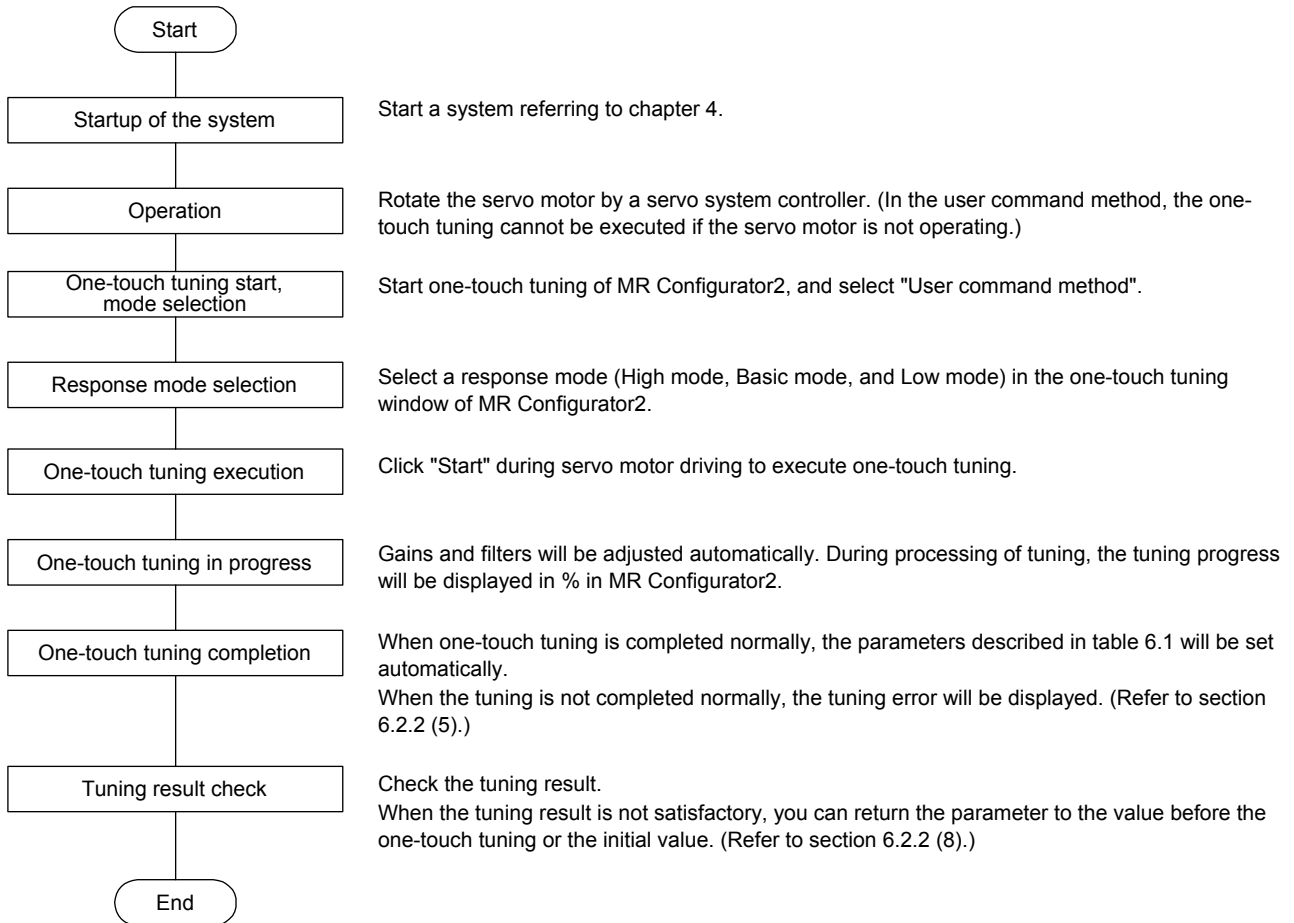 Start
Startup of the system
Start a system referring to chapter 4.
Operation
Rotate the servo motor by a servo system controller. (In the user command method, the one-
touch tuning cannot be executed if the servo motor is not operating.)
One-touch tuning start,
mode selection
Start one-touch tuning of MR Configurator2, and select "User command method".
Response mode selection
Select a response mode (High mode, Basic mode, and Low mode) in the one-touch tuning
window of MR Configurator2.
One-touch tuning execution
Click "Start" during servo motor driving to execute one-touch tuning.
One-touch tuning in progress
Gains and filters will be adjusted automatically. During processing of tuning, the tuning progress
will be displayed in % in MR Configurator2.
One-touch tuning completion
When one-touch tuning is completed normally, the parameters described in table 6.1 will be set
automatically.
When the tuning is not completed normally, the tuning error will be displayed. (Refer to section
6.2.2 (5).)
Tuning result check
Check the tuning result.
When the tuning result is not satisfactory, you can return the parameter to the value before the
one-touch tuning or the initial value. (Refer to section 6.2.2 (8).)
End